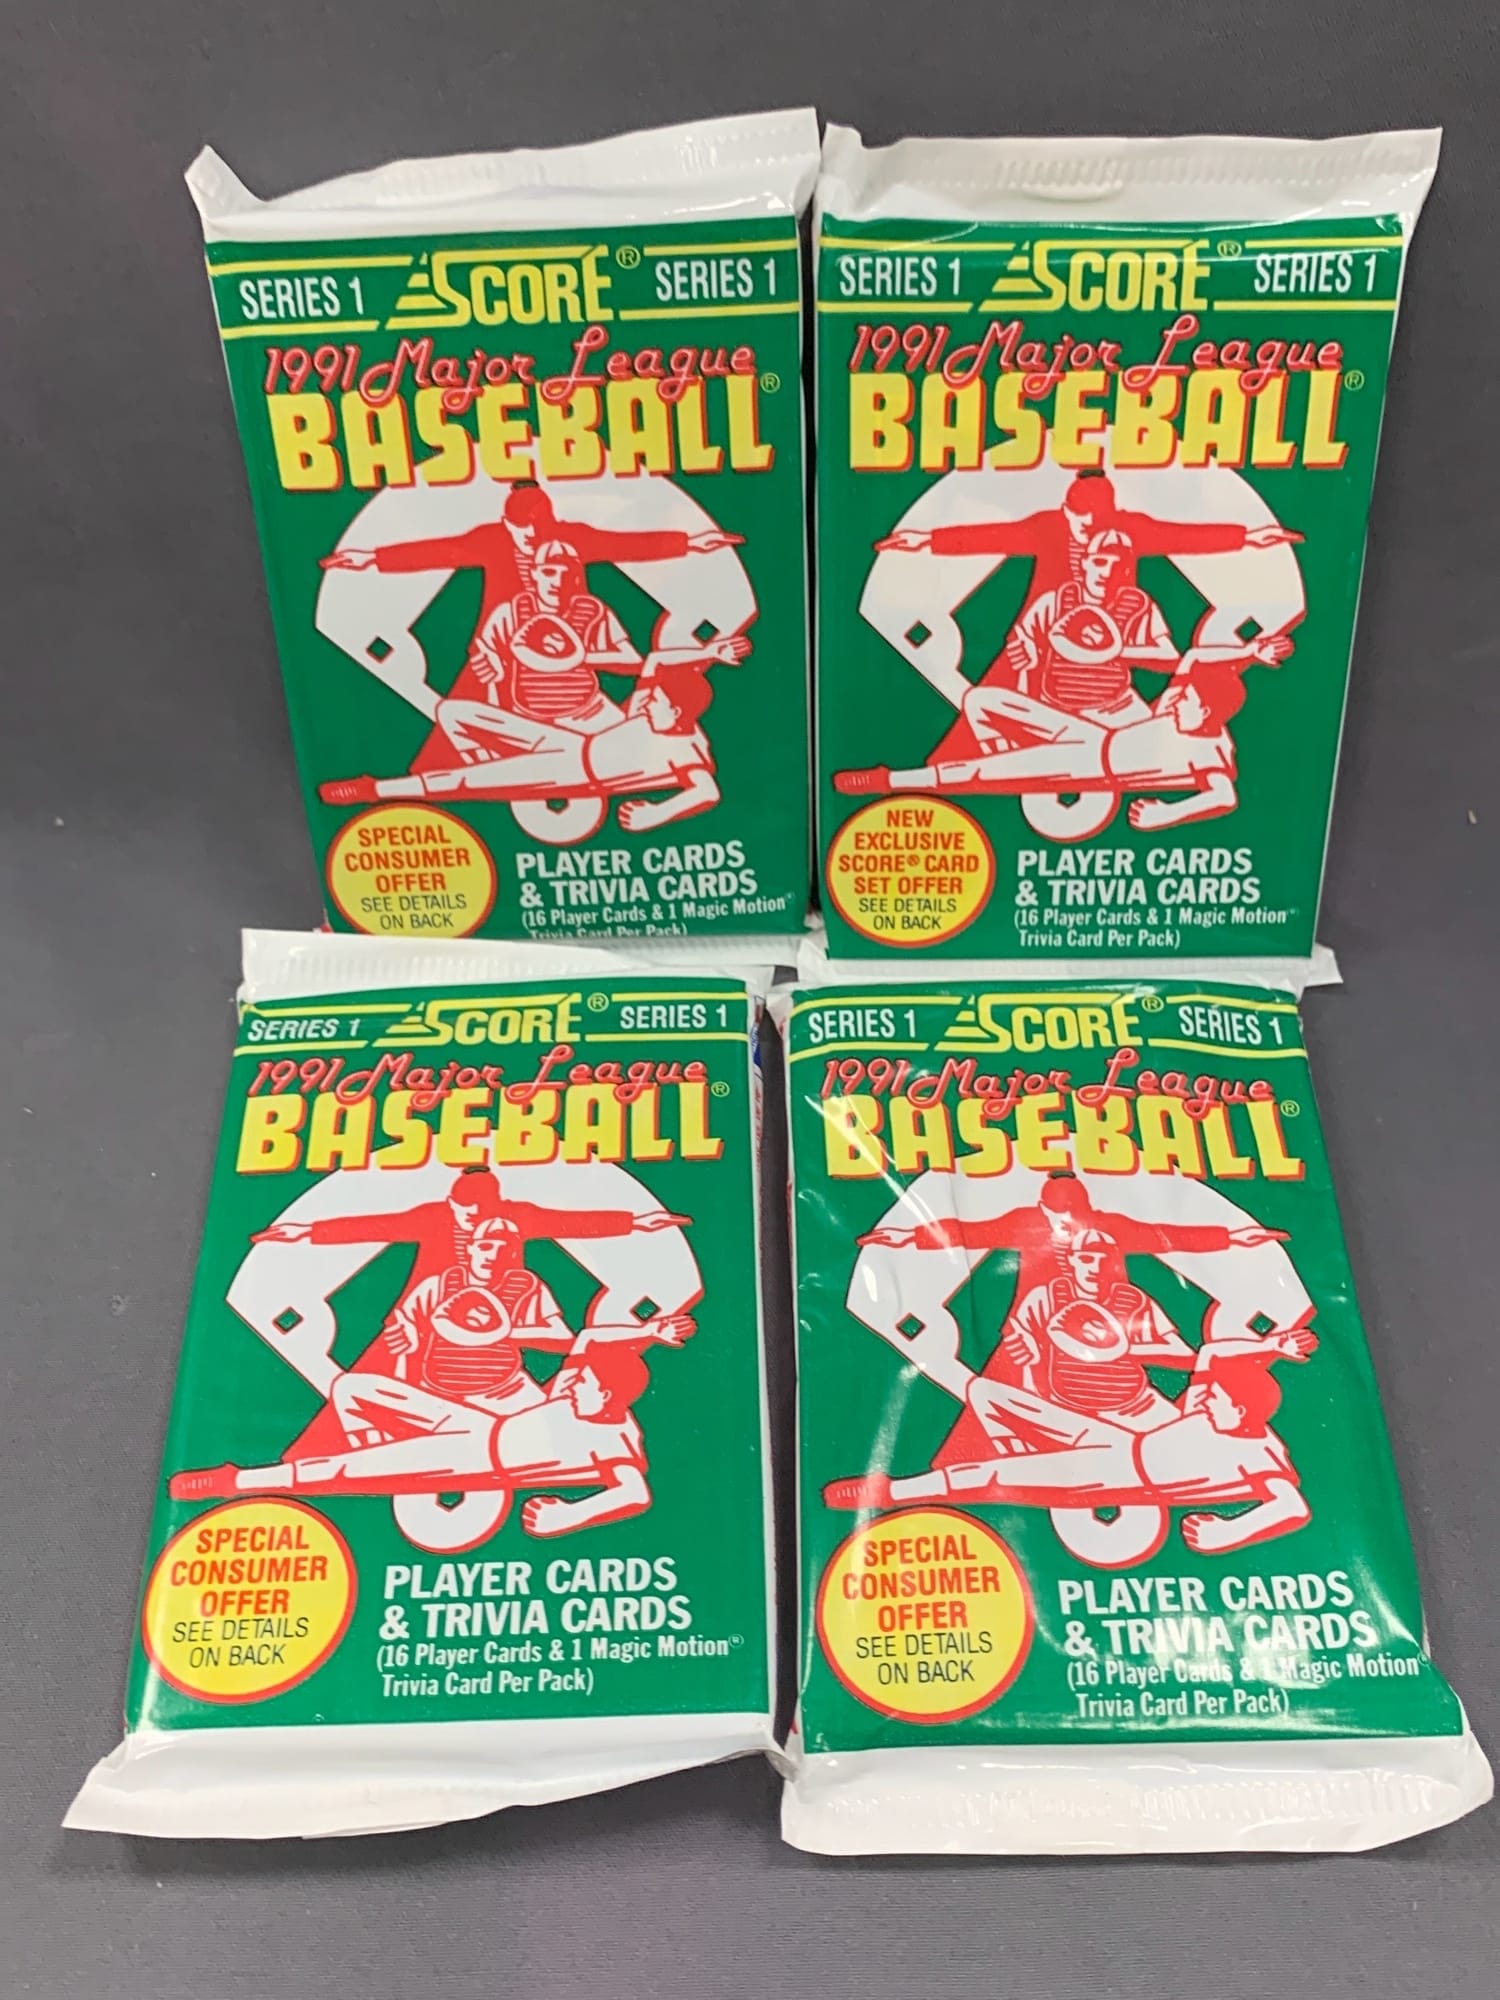 SERIES 1 SCORE® SERIES 1
1991 Major League
BASEBALL®
SPECIAL
CONSUMER
OFFER
SEE DETAILS
ON BACK
PLAYER CARDS
& TRIVIA CARDS
(16 Player Cards & 1 Magic Motion®
Trivia Card Per Pack)
SERIES 1 SCORE® SERIES 1
1991 Major League
BASEBALL®
NEW
EXCLUSIVE
SCORE® CARD
SET OFFER
SEE DETAILS
ON BACK
PLAYER CARDS
& TRIVIA CARDS
(16 Player Cards & 1 Magic Motion®
Trivia Card Per Pack)
SERIES 1 SCORE® SERIES 1
1991 Major League
BASEBALL®
SPECIAL
CONSUMER
OFFER
SEE DETAILS
ON BACK
PLAYER CARDS
& TRIVIA CARDS
(16 Player Cards & 1 Magic Motion®
Trivia Card Per Pack)
SERIES 1 SCORE® SERIES 1
1991 Major League
BASEBALL®
SPECIAL
CONSUMER
OFFER
SEE DETAILS
ON BACK
PLAYER CARDS
& TRIVIA CARDS
(16 Player Cards & 1 Magic Motion®
Trivia Card Per Pack)